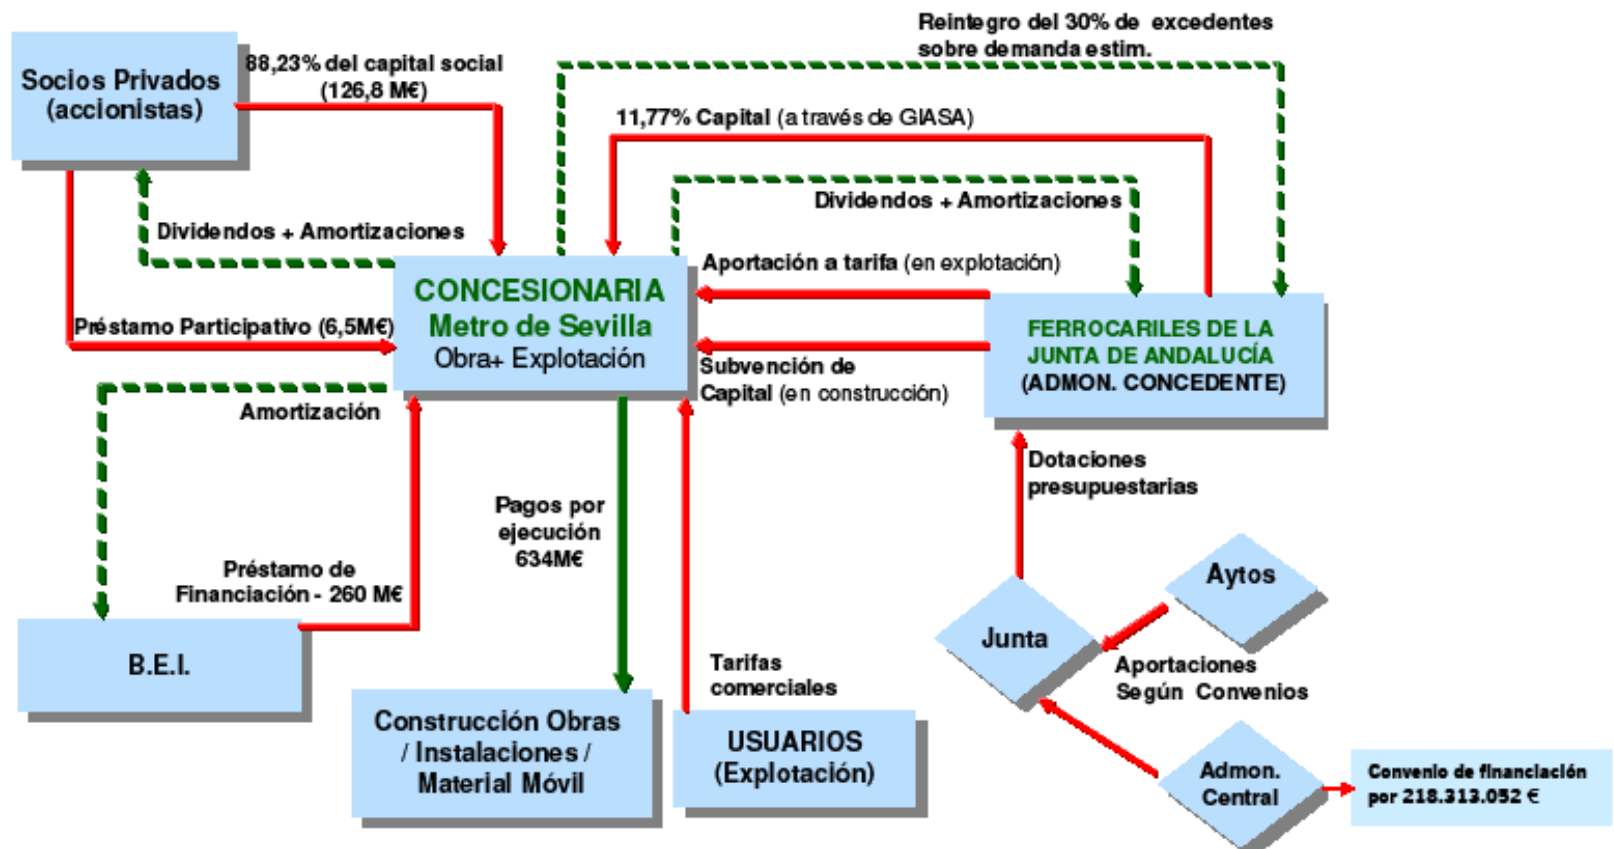 Reintegro del 30% de excedentes
sobre demanda estim.
Socios Privados
(accionistas)
88,23% del capital social
(126,8 M€)
11,77% Capital (a través de GIASA)
Dividendos + Amortizaciones
Dividendos + Amortizaciones
Aportación a tarifa (en explotación)
CONCESIONARIA
Metro de Sevilla
Obra+ Explotación
Préstamo Participativo (6,5M€)
FERROCARILES DE LA
JUNTA DE ANDALUCÍA
(ADMON. CONCEDENTE)
Subvención de
Capital (en construcción)
Amortización
Dotaciones
presupuestarias
Pagos por
ejecución
634M€
Préstamo de
Financiación - 260 M€
Aytos
Junta
B.E.I.
Tarifas
comerciales
Aportaciones
Según Convenios
Construcción Obras
/ Instalaciones /
Material Móvil
USUARIOS
(Explotación)
Admon.
Central
Convenio de financiación
por 218.313.052 €